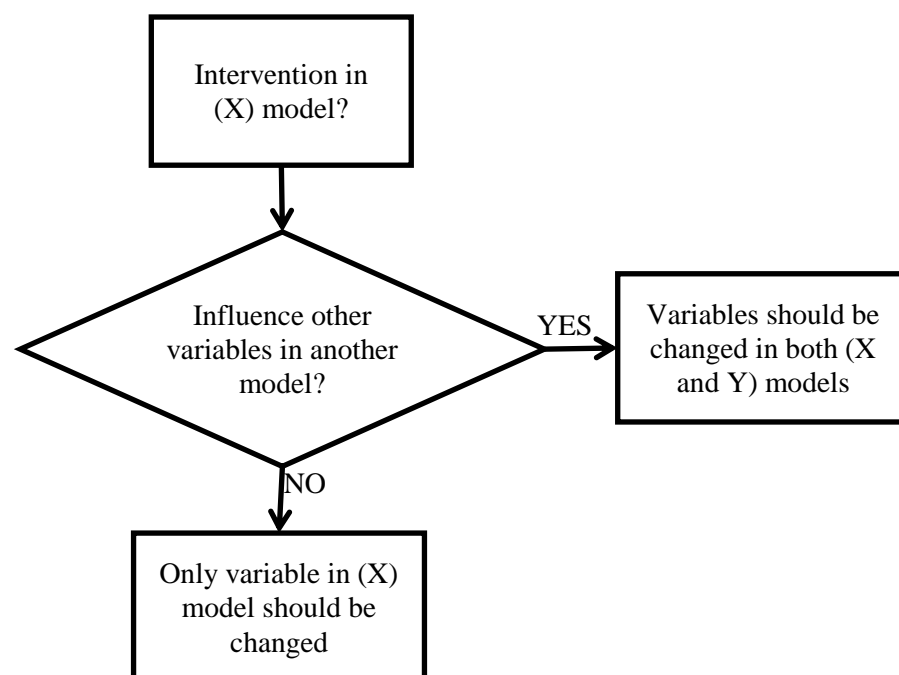 Intervention in
(X) model?
Influence other
variables in another
model?
YES
Variables should be
changed in both (X
and Y) models
NO
Only variable in (X)
model should be
changed